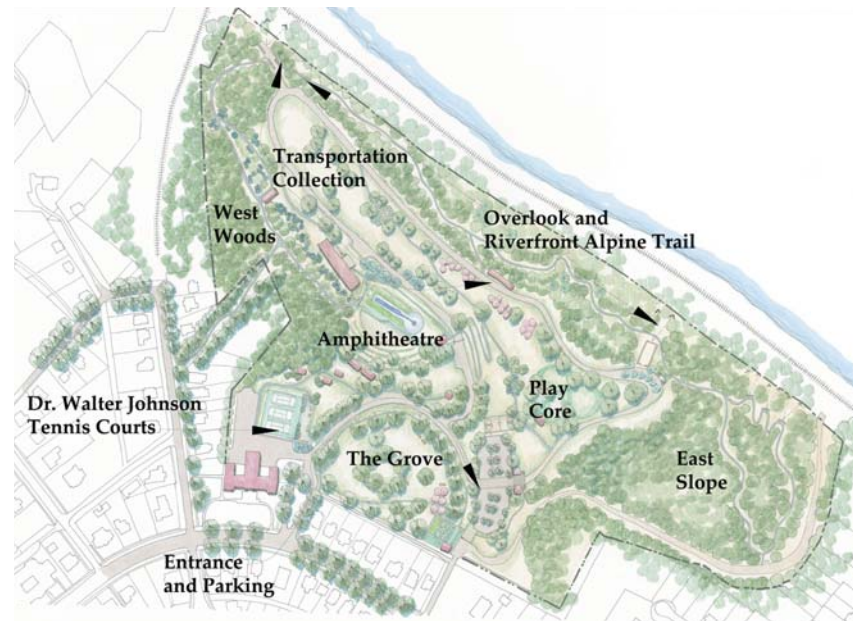 Transportation
Collection
West
Woods
Overlook and
Riverfront Alpine Trail
Amphitheatre
Play
Core
Dr. Walter Johnson
Tennis Courts
The Grove
East
Slope
Entrance
and Parking